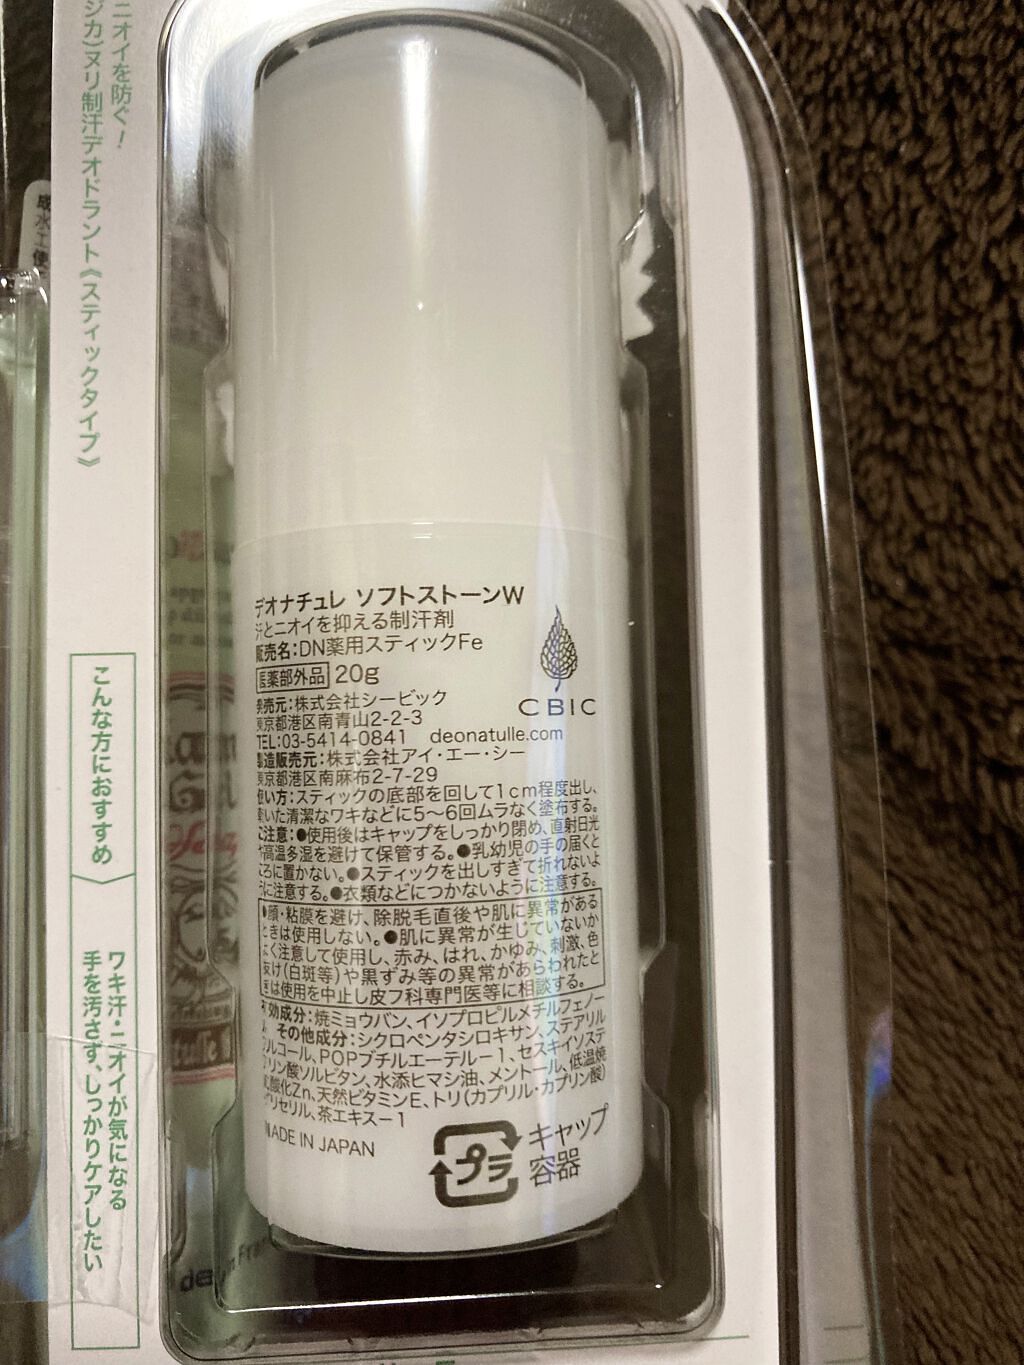 ニオイを防ぐ！
ジカ)ヌリ制汗デオドラント《スティックタイプ》
こんな方におすすめ
ワキ汗・ニオイが気になる
手を汚さず、しっかりケアしたい
デオナチュレ ソフトストーンW
汗とニオイを抑える制汗剤
販売名:DN薬用スティックFe
医薬部外品 20g
発売元:株式会社シービック
東京都港区南青山2-2-3
TEL:03-5414-0841 deonatulle.com
製造販売元:株式会社アイ・エー・シー
東京都港区南麻布2-7-29
使い方:スティックの底部を回して1cm程度出し、
乾いた清潔なワキなどに5〜6回ムラなく塗布する。
ご注意:●使用後はキャップをしっかり閉め、直射日光
や高温多湿を避けて保管する。●乳幼児の手の届くと
ころに置かない。●スティックを出しすぎて折れないよ
うに注意する。●衣類などにつかないように注意する。
●顔・粘膜を避け、除脱毛直後や肌に異常がある
ときは使用しない。●肌に異常が生じていないか
よく注意して使用し、赤み、はれ、かゆみ、刺激、色
抜け(白斑等)や黒ずみ等の異常があらわれたと
きは使用を中止し皮フ科専門医等に相談する。
有効成分:焼ミョウバン、イソプロピルメチルフェノー
ル その他成分:シクロペンタシロキサン、ステアリル
アルコール、POPブチルエーテル－1、セスキイソステ
アリン酸ソルビタン、水添ヒマシ油、メントール、低温焼
成酸化Zn、天然ビタミンE、トリ(カプリル・カプリン酸)
グリセリル、茶エキス－1
MADE IN JAPAN
CBIC
プラ
キャップ
容器